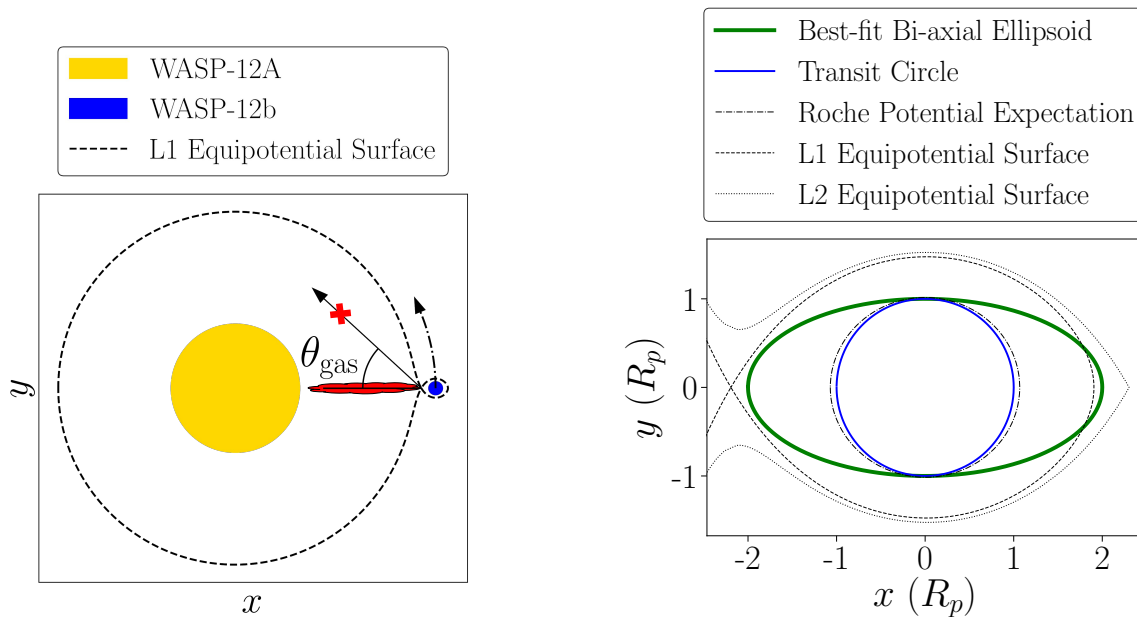 WASP-12A
WASP-12b
L1 Equipotential Surface
θgas
y
x
Best-fit Bi-axial Ellipsoid
Transit Circle
Roche Potential Expectation
L1 Equipotential Surface
L2 Equipotential Surface
1
0
-1
y (Rp)
-2 -1 0 1 2
x (Rp)